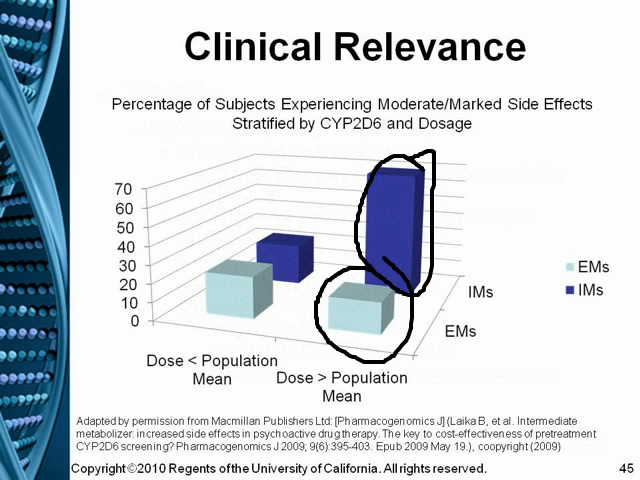 Clinical Relevance
Percentage of Subjects Experiencing Moderate/Marked Side Effects
Stratified by CYP2D6 and Dosage
70
60
50
40
30
20
10
0
IMs
EMs
EMs
IMs
Dose < Population
Mean
Dose > Population
Mean
Adapted by permission from Macmillan Publishers Ltd: [Pharmacogenomics J] (Laika B, et al. Intermediate
metabolizer: increased side effects in psychoactive drug therapy. The key to cost-effectiveness of pretreatment
CYP2D6 screening? Pharmacogenomics J 2009; 9(6):395-403. Epub 2009 May 19.), coopyright (2009)
Copyright ©2010 Regents of the University of California. All rights reserved.
45